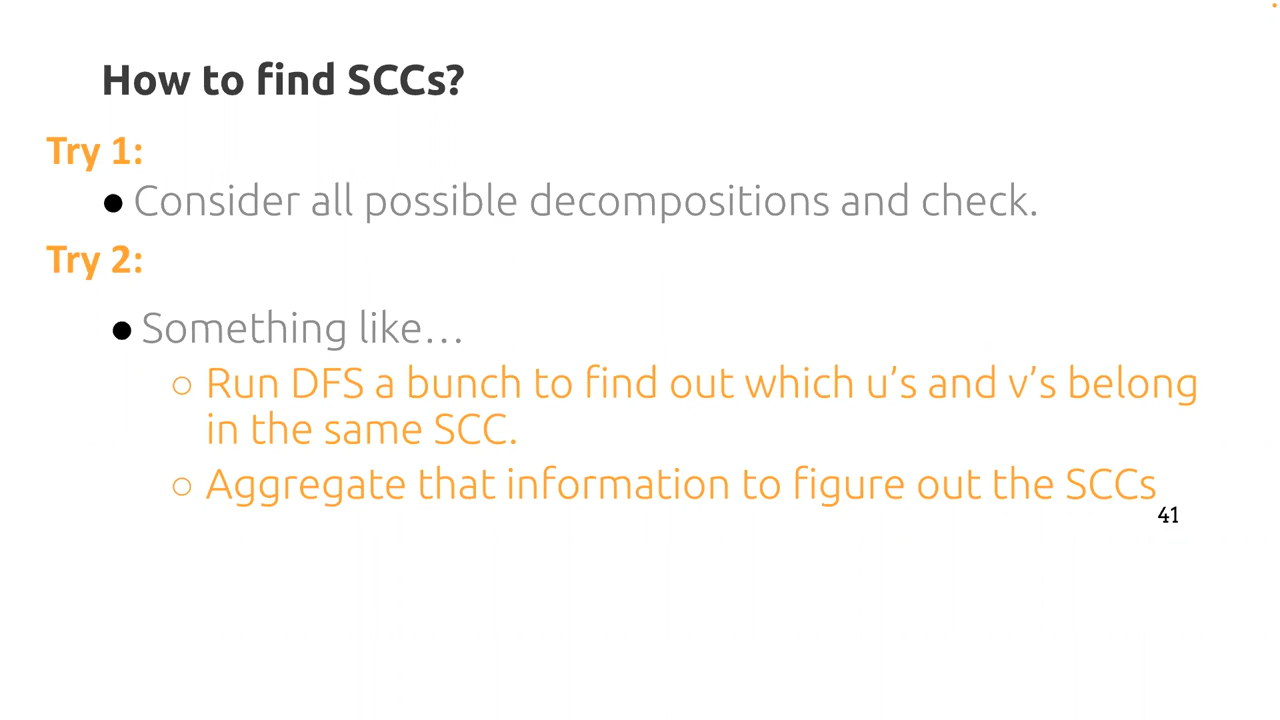 How to find SCCs?
Try 1:
● Consider all possible decompositions and check.
Try 2:
● Something like…
○ Run DFS a bunch to find out which u’s and v’s belong
in the same SCC.
○ Aggregate that information to figure out the SCCs
41